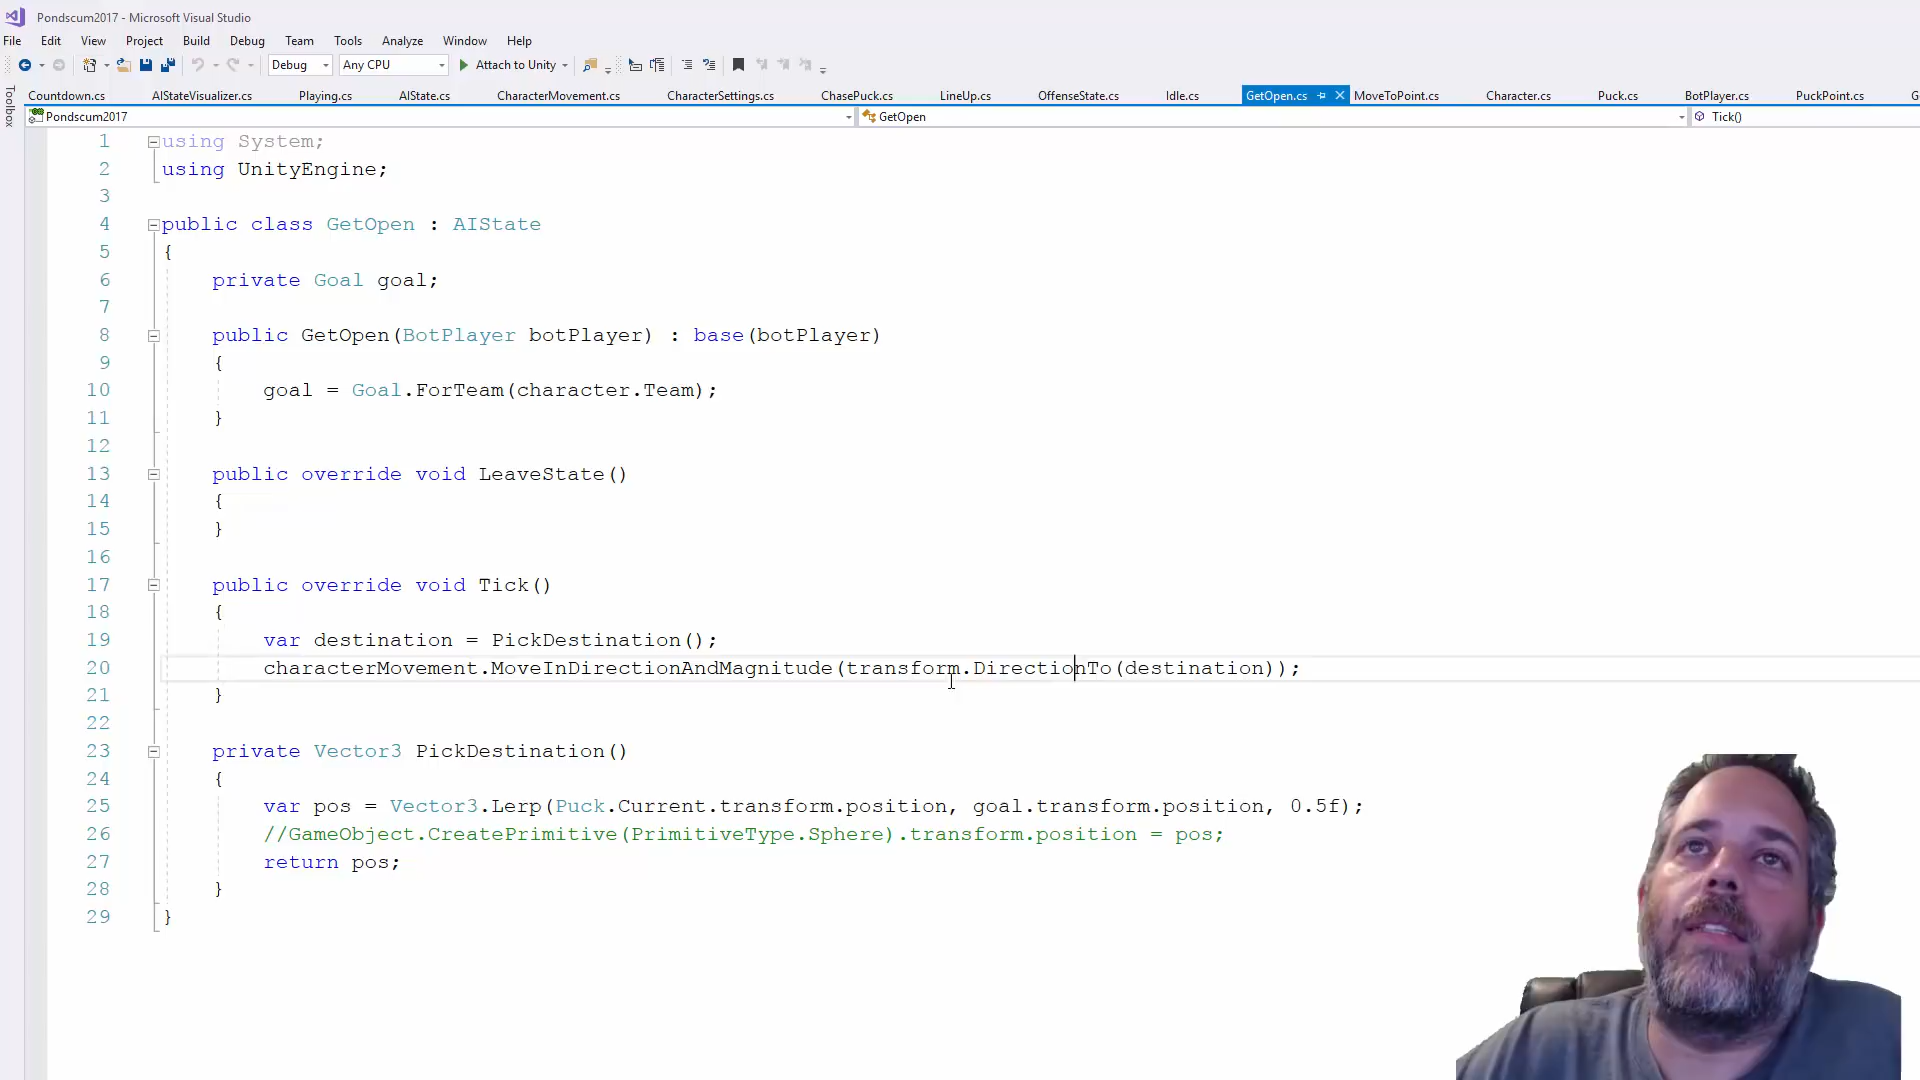 Pondscum2017 - Microsoft Visual Studio
File Edit View Project Build Debug Team Tools Analyze Window Help
Debug Any CPU Attach to Unity
Toolbox
Countdown.cs AIStateVisualizer.cs Playing.cs AIState.cs CharacterMovement.cs CharacterSettings.cs ChasePuck.cs LineUp.cs OffenseState.cs Idle.cs GetOpen.cs MoveToPoint.cs Character.cs Puck.cs BotPlayer.cs PuckPoint.cs G
Pondscum2017 GetOpen Tick()
1 using System;
2 using UnityEngine;
3
4 public class GetOpen : AIState
5 {
6 private Goal goal;
7
8 public GetOpen(BotPlayer botPlayer) : base(botPlayer)
9 {
10 goal = Goal.ForTeam(character.Team);
11 }
12
13 public override void LeaveState()
14 {
15 }
16
17 public override void Tick()
18 {
19 var destination = PickDestination();
20 characterMovement.MoveInDirectionAndMagnitude(transform.DirectionTo(destination));
21 }
22
23 private Vector3 PickDestination()
24 {
25 var pos = Vector3.Lerp(Puck.Current.transform.position, goal.transform.position, 0.5f);
26 //GameObject.CreatePrimitive(PrimitiveType.Sphere).transform.position = pos;
27 return pos;
28 }
29 }